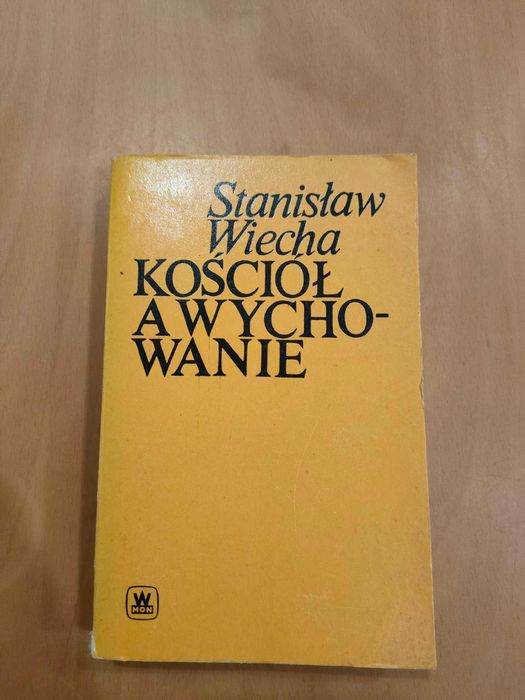 Stanisław
Wiecha
KOŚCIÓŁ
A WYCHO-
WANIE
W
MON